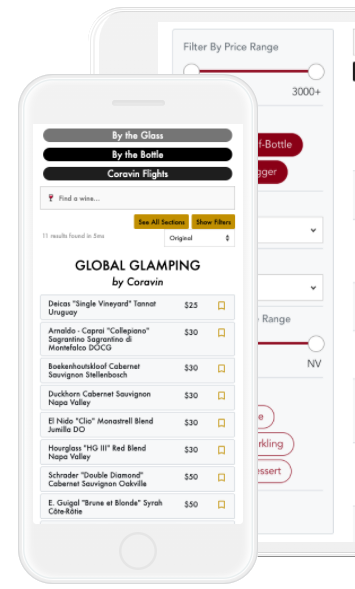 Filter By Price Range
3000+
f-Bottle
gger
Range
NV
e
rkling
essert
By the Glass
By the Bottle
Coravin Flights
Find a wine...
See All Sections
Show Filters
11 results found in 5ms
Original
GLOBAL GLAMPING
by Coravin
Deicas "Single Vineyard" Tannat
Uruguay
$25
Arnaldo - Caprai "Collepiano"
Sagrantino Sagrantino di
Montefalco DOCG
$30
Boekenhoutskloof Cabernet
Sauvignon Stellenbosch
$30
Duckhorn Cabernet Sauvignon
Napa Valley
$30
El Nido "Clio" Monastrell Blend
Jumilla DO
$30
Hourglass "HG III" Red Blend
Napa Valley
$30
Schrader "Double Diamond"
Cabernet Sauvignon Oakville
$50
E. Guigal "Brune et Blonde" Syrah
Côte-Rôtie
$50